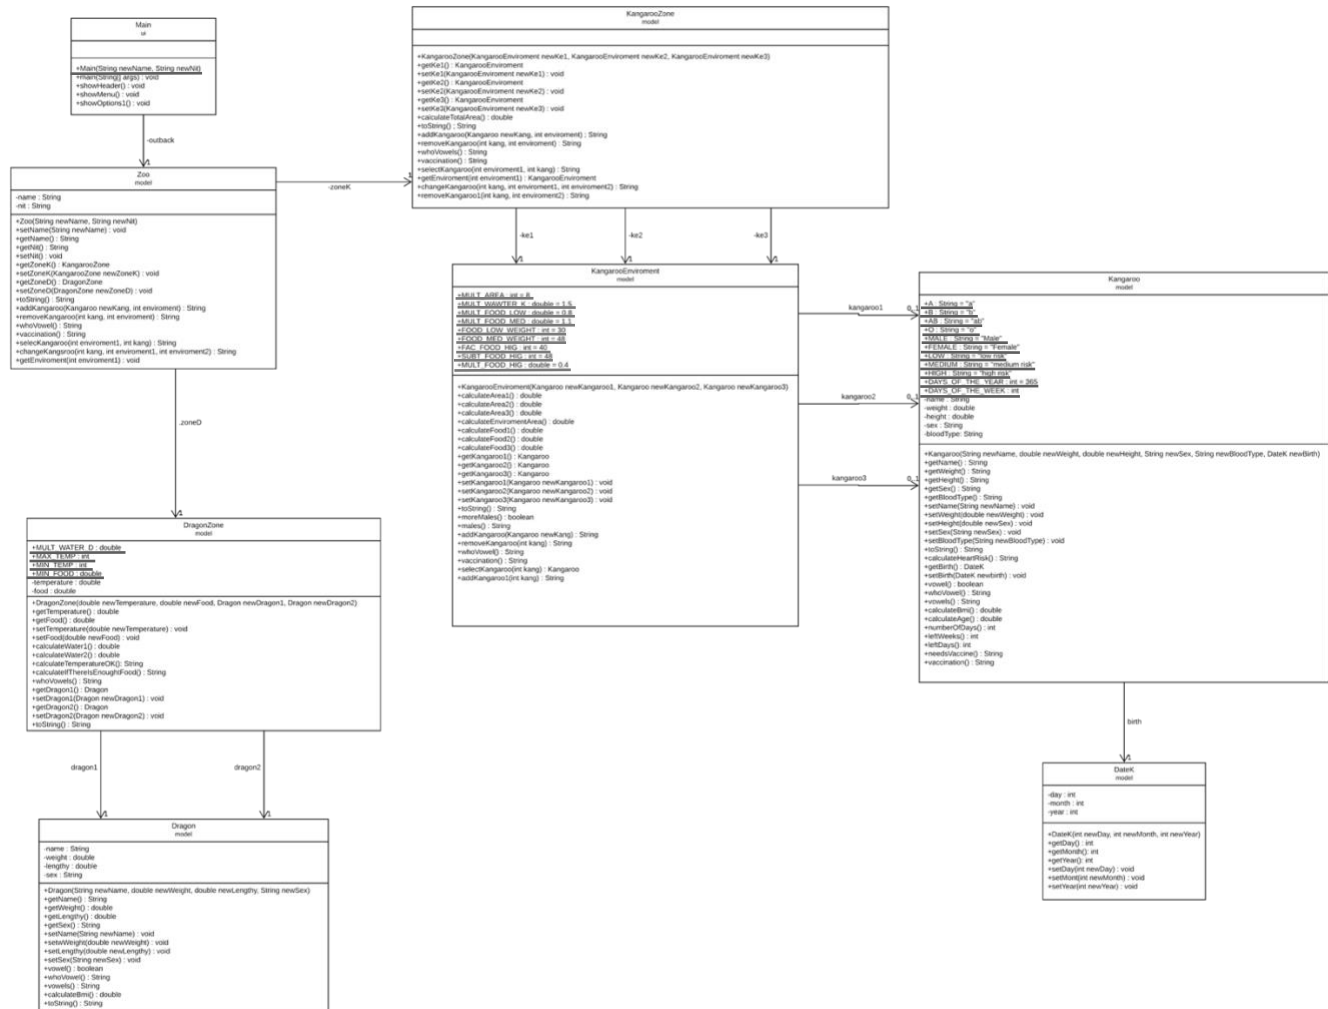 Main
ui
+Main(String newName, String newNit)
+main(String[] args) : void
+showHeader() : void
+showMenu() : void
+showOptions1() : void
-outback
1
Zoo
model
-name : String
-nit : String
+Zoo(String newName, String newNit)
+setName(String newName) : void
+getName() : String
+getNit() : String
+setNit() : void
+getZoneK() : KangarooZone
+setZoneK(KangarooZone newZoneK) : void
+getZoneD() : DragonZone
+setZoneD(DragonZone newZoneD) : void
+toString() : String
+addKangaroo(Kangaroo newKang, int enviroment) : String
+removeKangaroo(int kang, int enviroment) : String
+whoVowel() : String
+vaccination() : String
+selecKangaroo(int enviroment1, int kang) : String
+changeKangsroo(int kang, int enviroment1, int enviroment2) : String
+getEnviroment(int enviroment1) : void
-zoneK
1
KangarooZone
model
+KangarooZone(KangarooEnviroment newKe1, KangarooEnviroment newKe2, KangarooEnviroment newKe3)
+getKe1() : KangarooEnviroment
+setKe1(KangarooEnviroment newKe1) : void
+getKe2() : KangarooEnviroment
+setKe2(KangarooEnviroment newKe2) : void
+getKe3() : KangarooEnviroment
+setKe3(KangarooEnviroment newKe3) : void
+calculateTotalArea() : double
+toString() ; String
+addKangaroo(Kangaroo newKang, int enviroment) ; String
+removeKangaroo(int kang, int enviroment) : String
+whoVowels() : String
+vaccination() : String
+selectKangaroo(int enviroment1, int kang) : String
+getEnviroment(int enviroment1) : KangarooEnviroment
+changeKangaroo(int kang, int enviroment1, int enviroment2) : String
+removeKangaroo1(int kang, int enviroment2) : String
-ke1
-ke2
-ke3
1
1
1
KangarooEnviroment
model
+MULT_AREA : int = 8
+MULT_WAWTER_K : double = 1.5
+MULT_FOOD_LOW : double = 0.8
+MULT_FOOD_MED : double = 1.1
+FOOD_LOW_WEIGHT : int = 30
+FOOD_MED_WEIGHT : int = 48
+FAC_FOOD_HIG : int = 40
+SUBT_FOOD_HIG : int = 48
+MULT_FOOD_HIG : double = 0.4
+KangarooEnviroment(Kangaroo newKangaroo1, Kangaroo newKangaroo2, Kangaroo newKangaroo3)
+calculateArea1() : double
+calculateArea2() : double
+calculateArea3() : double
+calculateEnviromentArea() : double
+calculateFood1() : double
+calculateFood2() : double
+calculateFood3() : double
+getKangaroo1() : Kangaroo
+getKangaroo2() : Kangaroo
+getKangaroo3() : Kangaroo
+setKangaroo1(Kangaroo newKangaroo1) : void
+setKangaroo2(Kangaroo newKangaroo2) : void
+setKangaroo3(Kangaroo newKangaroo3) : void
+toString() : String
+moreMales() : boolean
+males() : String
+addKangaroo(Kangaroo newKang) : String
+removeKangaroo(int kang) : String
+whoVowel() : String
+vaccination() : String
+selectKangaroo(int kang) : Kangaroo
+addKangaroo1(int kang) : String
kangaroo1
0_1
kangaroo2
0_1
kangaroo3
0_1
Kangaroo
model
+A : String = "a"
+B : String = "b"
+AB : String = "ab"
+O : String = "o"
+MALE : String = "Male"
+FEMALE : String = "Female"
+LOW : String = "low risk"
+MEDIUM : String = "medium risk"
+HIGH : String = "high risk"
+DAYS_OF_THE_YEAR : int = 365
+DAYS_OF_THE_WEEK : int
-name : String
-weight : double
-height : double
-sex : String
-bloodType: String
+Kangaroo(String newName, double newWeight, double newHeight, String newSex, String newBloodType, DateK newBirth)
+getName() : String
+getWeight() : String
+getHeight() : String
+getSex() : String
+getBloodType() : String
+setName(String newName) : void
+setWeight(double newWeight) : void
+setHeight(double newSex) : void
+setSex(String newSex) : void
+setBloodType(String newBloodType) : void
+toString() : String
+calculateHeartRisk() : String
+getBirth() : DateK
+setBirth(DateK newbirth) : void
+vowel() : boolean
+whoVowel() : String
+vowels() : String
+calculateBmi() : double
+calculateAge() : double
+numberOfDays() : int
+leftWeeks() : int
+leftDays() : int
+needsVaccine() : String
+vaccination() : String
birth
1
DateK
model
-day : int
-month : int
-year : int
+DateK(int newDay, int newMonth, int newYear)
+getDay() : int
+getMonth(): int
+getYear(): int
+setDay(int newDay) : void
+setMont(int newMonth) : void
+setYear(int newYear) : void
.zoneD
1
DragonZone
model
+MULT_WATER_D : double
+MAX_TEMP : int
+MIN_TEMP : int
+MIN_FOOD : double
-temperature : double
-food : double
+DragonZone(double newTemperature, double newFood, Dragon newDragon1, Dragon newDragon2)
+getTemperature() : double
+getFood() : double
+setTemperature(double newTemperature) : void
+setFood(double newFood) : void
+calculateWater1() : double
+calculateWater2() : double
+calculateTemperatureOK(): String
+calculateIfThereIsEnoughtFood() : String
+whoVowels() : String
+getDragon1() : Dragon
+setDragon1(Dragon newDragon1) : void
+getDragon2() : Dragon
+setDragon2(Dragon newDragon2) : void
+toString() : String
dragon1
dragon2
1
1
Dragon
model
-name : String
-weight : double
-lengthy : double
-sex : String
+Dragon(String newName, double newWeight, double newLengthy, String newSex)
+getName() : String
+getWeight() : double
+getLengthy() : double
+getSex() : String
+setName(String newName) : void
+setwWeight(double newWeight) : void
+setLengthy(double newLengthy) : void
+setSex(String newSex) : void
+vowel() : boolean
+whoVowel() : String
+vowels() : String
+calculateBmi() : double
+toString() : String